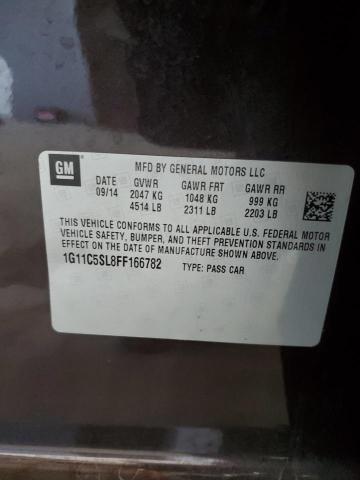 GM
MFD BY GENERAL MOTORS LLC
DATE GVWR GAWR FRT GAWR RR
09/14 2047 KG 1048 KG 999 KG
4514 LB 2311 LB 2203 LB
THIS VEHICLE CONFORMS TO ALL APPLICABLE U.S. FEDERAL MOTOR
VEHICLE SAFETY, BUMPER, AND THEFT PREVENTION STANDARDS IN
EFFECT ON THE DATE OF MANUFACTURE SHOWN ABOVE.
1G11C5SL8FF166782 TYPE: PASS CAR